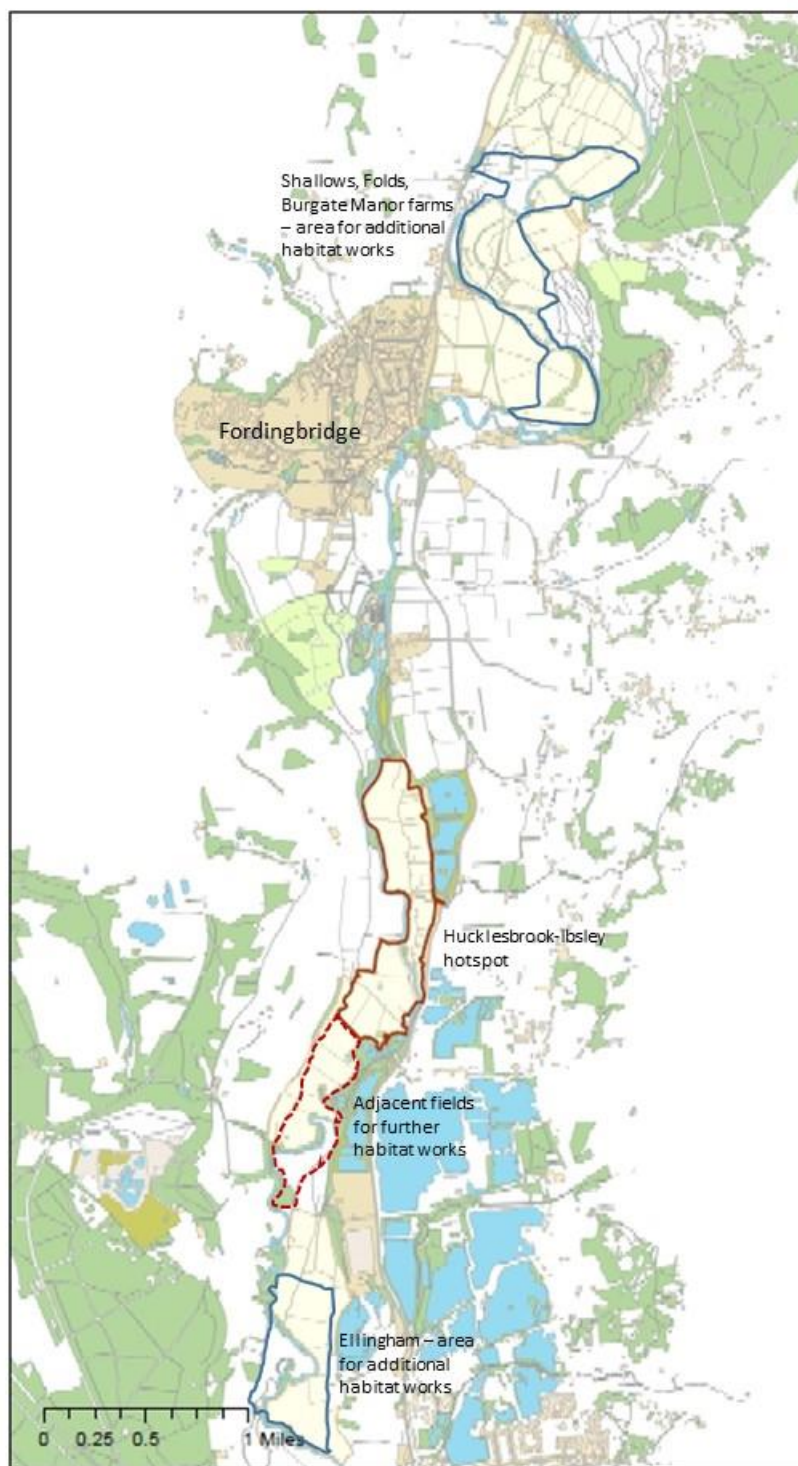 Shallows, Folds,
Burgate Manor farms
– area for additional
habitat works
Fordingbridge
Hucklesbrook-Ibsley
hotspot
Adjacent fields
for further
habitat works
Ellingham – area
for additional
habitat works
0 0.25 0.5 1 Miles